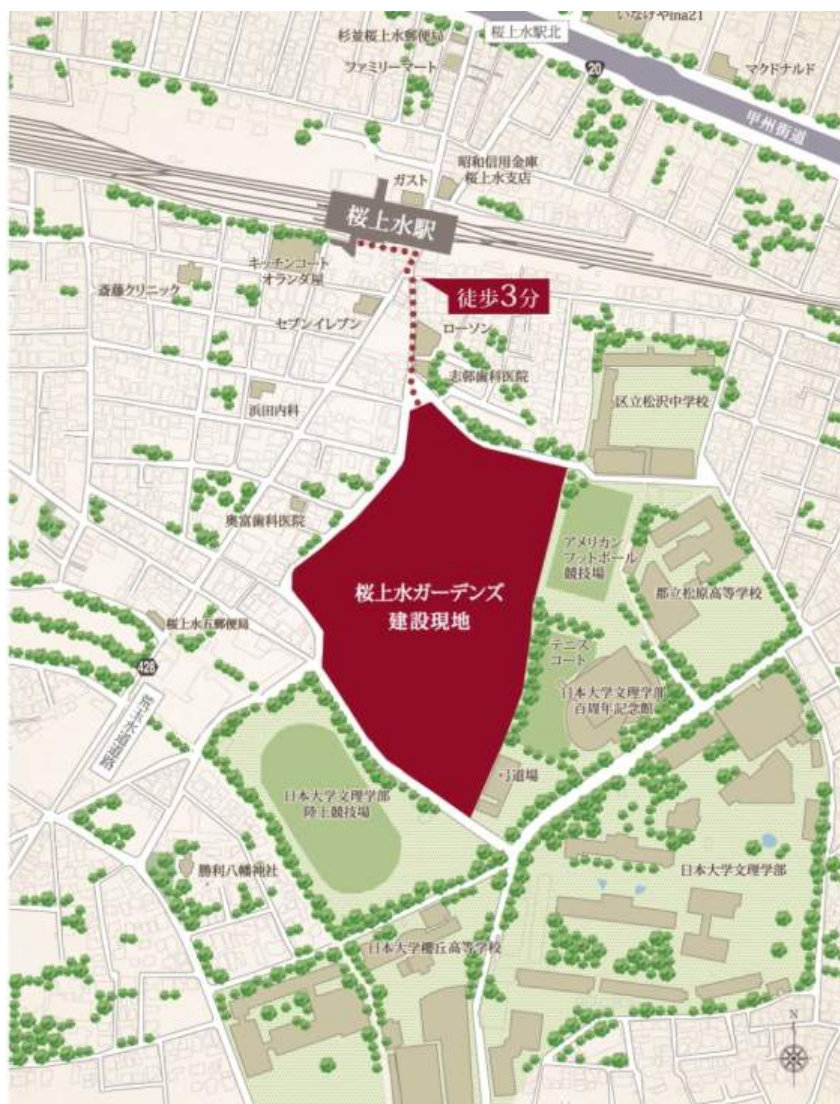 いなげやina21
杉並桜上水郵便局
桜上水駅北
ファミリーマート
20
マクドナルド
甲州街道
昭和信用金庫
桜上水支店
ガスト
桜上水駅
キッチンコート
オランダ屋
斎藤クリニック
徒歩3分
セブンイレブン
ローソン
志郭歯科医院
浜田内科
区立松沢中学校
奥富歯科医院
アメリカン
フットボール
競技場
桜上水ガーデンズ
建設現地
都立松原高等学校
桜上水五郵便局
テニス
コート
428
日本大学文理学部
百周年記念館
荒玉水道道路
弓道場
日本大学文理学部
陸上競技場
勝利八幡神社
日本大学文理学部
日本大学櫻丘高等学校
N